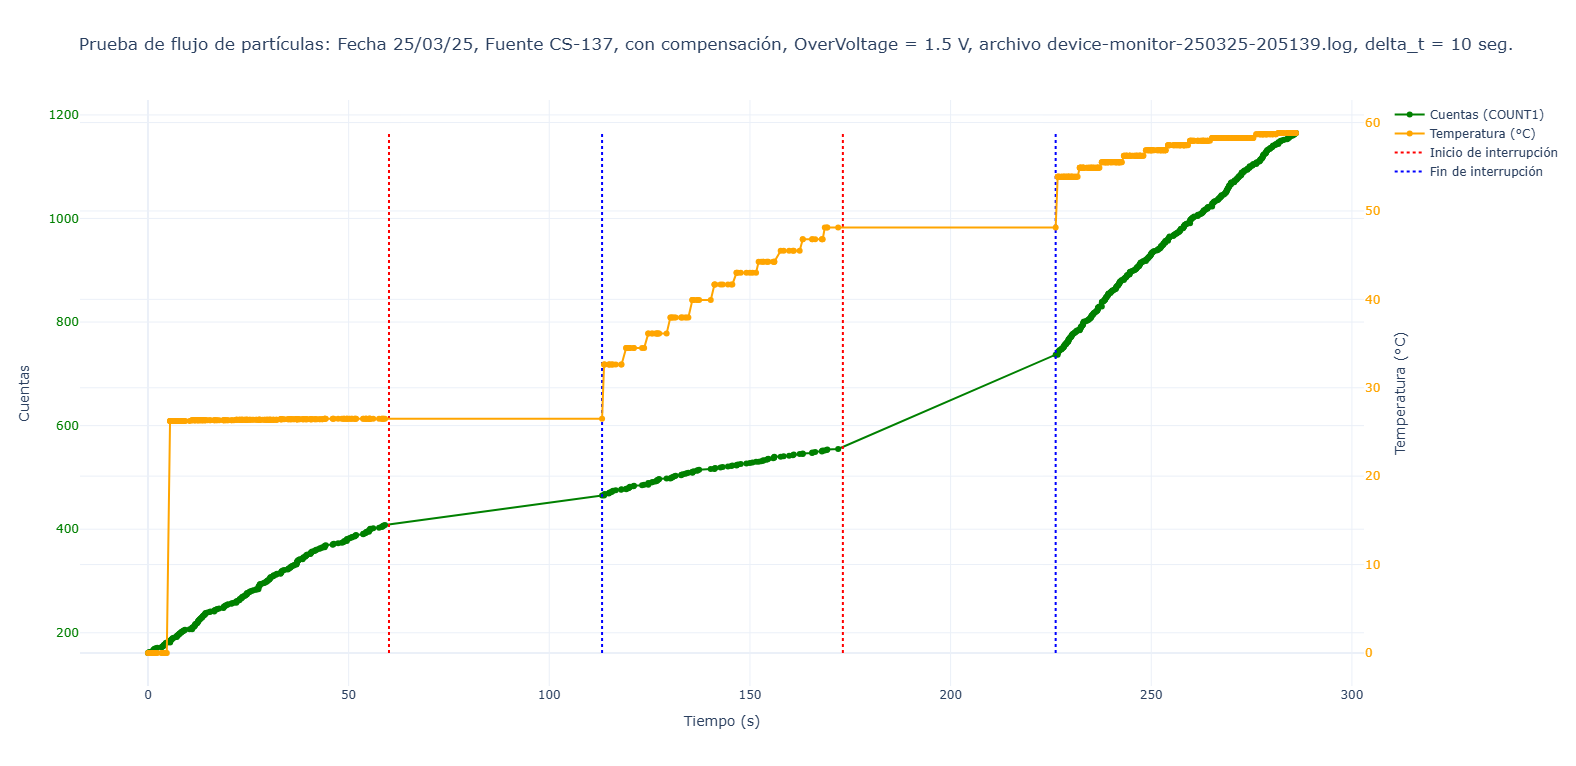 Prueba de flujo de partículas: Fecha 25/03/25, Fuente CS-137, con compensación, OverVoltage = 1.5 V, archivo device-monitor-250325-205139.log, delta_t = 10 seg.
Cuentas (COUNT1)
Temperatura (°C)
Inicio de interrupción
Fin de interrupción
Cuentas
1200
1000
800
600
400
200
Temperatura (°C)
60
50
40
30
20
10
0
0
50
100
150
200
250
300
Tiempo (s)